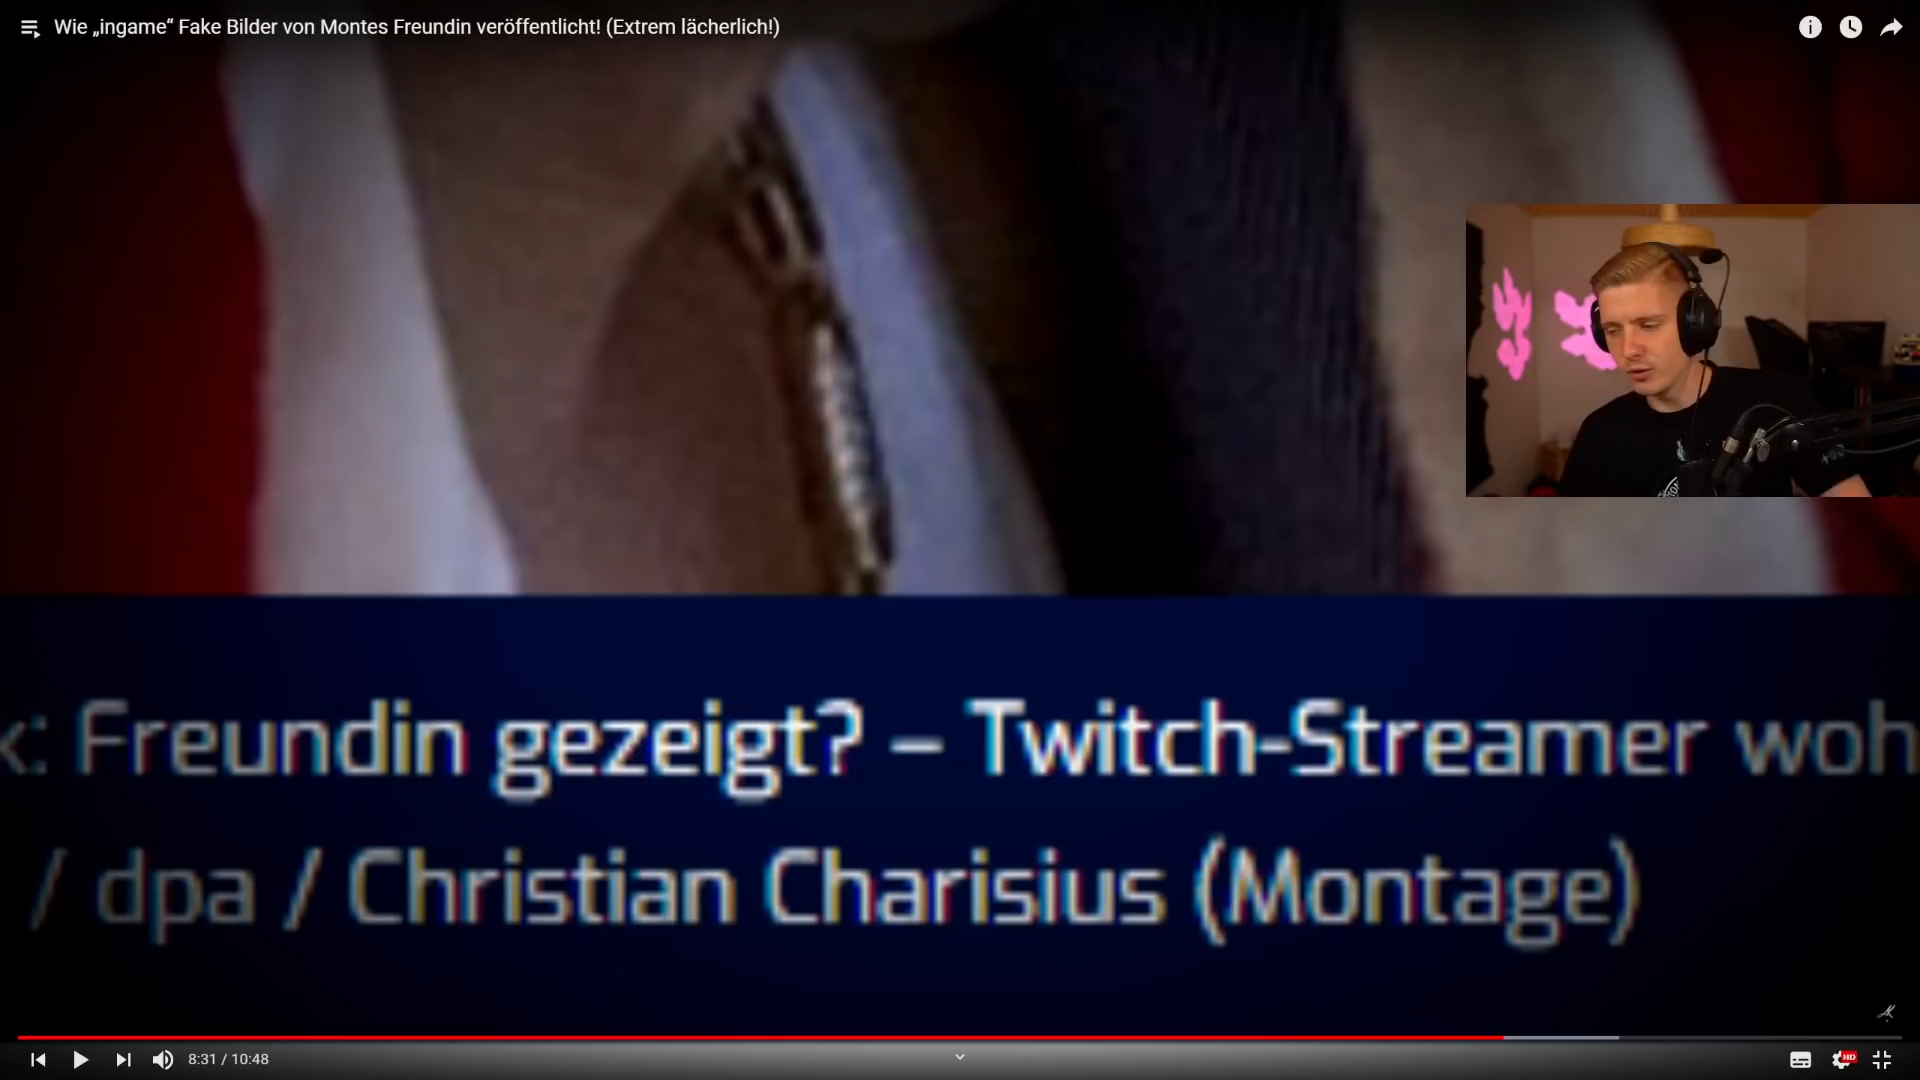 Wie „ingame“ Fake Bilder von Montes Freundin veröffentlicht! (Extrem lächerlich!)
k: Freundin gezeigt? – Twitch-Streamer woh
/ dpa / Christian Charisius (Montage)
8:31 / 10:48
HD